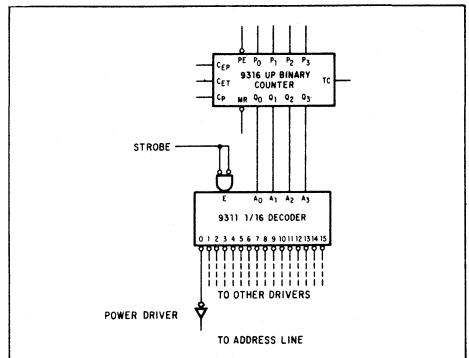 PE P0 P1 P2 P3
CEP
9316 UP BINARY
CET
COUNTER
TC
CP
MR Q0 Q1 Q2 Q3
STROBE
E A0 A1 A2 A3
9311 1/16 DECODER
0 1 2 3 4 5 6 7 8 9 10 11 12 13 14 15
TO OTHER DRIVERS
POWER DRIVER
TO ADDRESS LINE